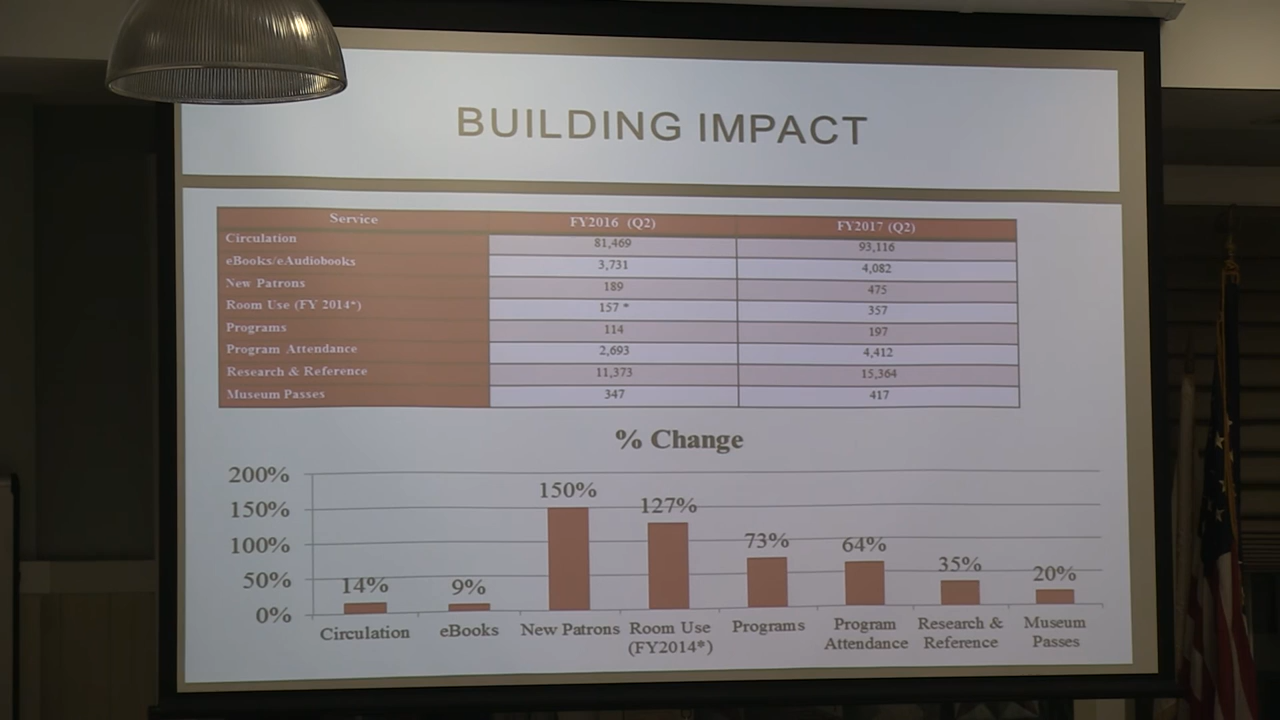 BUILDING IMPACT
Service FY2016 (Q2) FY2017 (Q2)
Circulation 81,469 93,116
eBooks/eAudiobooks 3,731 4,082
New Patrons 189 475
Room Use (FY 2014*) 157 * 357
Programs 114 197
Program Attendance 2,693 4,412
Research & Reference 11,373 15,364
Museum Passes 347 417
% Change
200%
150%
100%
50%
0%
14%
9%
150%
127%
73%
64%
35%
20%
Circulation
eBooks
New Patrons
Room Use
(FY2014*)
Programs
Program
Attendance
Research &
Reference
Museum
Passes